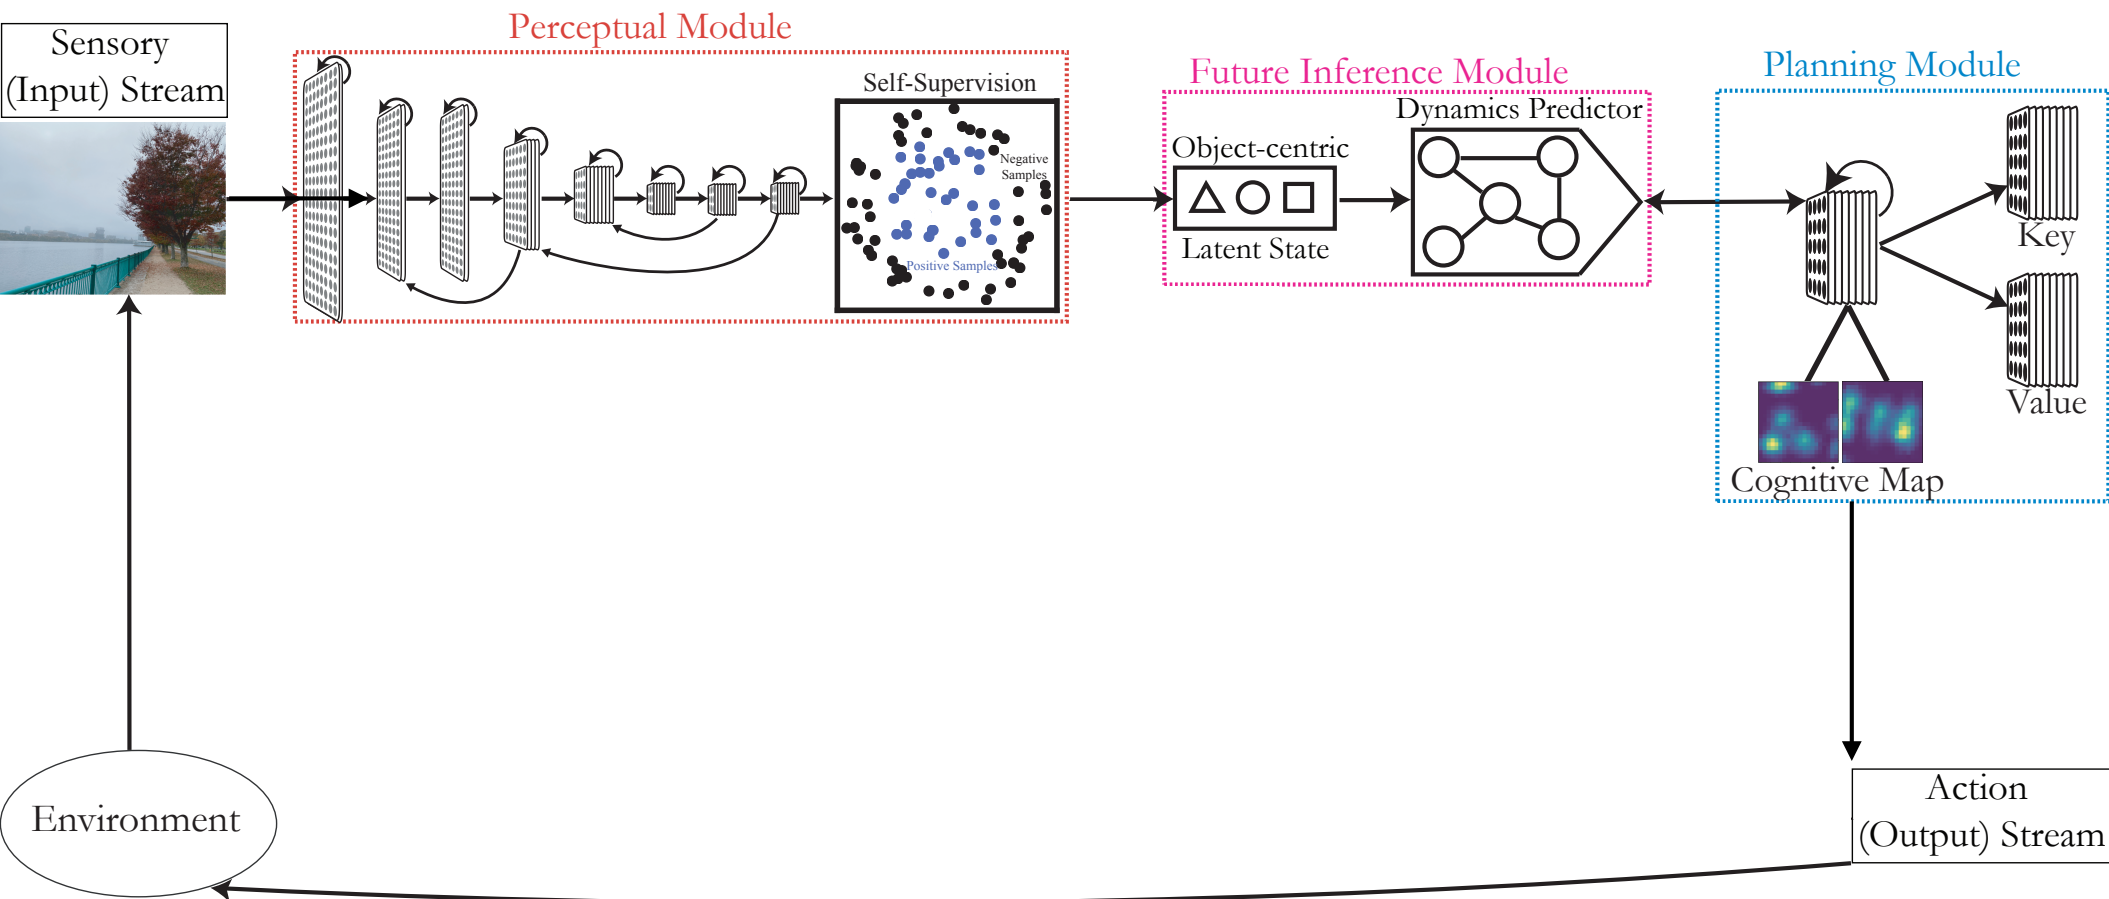 Sensory
(Input) Stream
Perceptual Module
Self-Supervision
Negative
Samples
Positive Samples
Future Inference Module
Dynamics Predictor
Object-centric
Latent State
Planning Module
Key
Value
Cognitive Map
Environment
Action
(Output) Stream